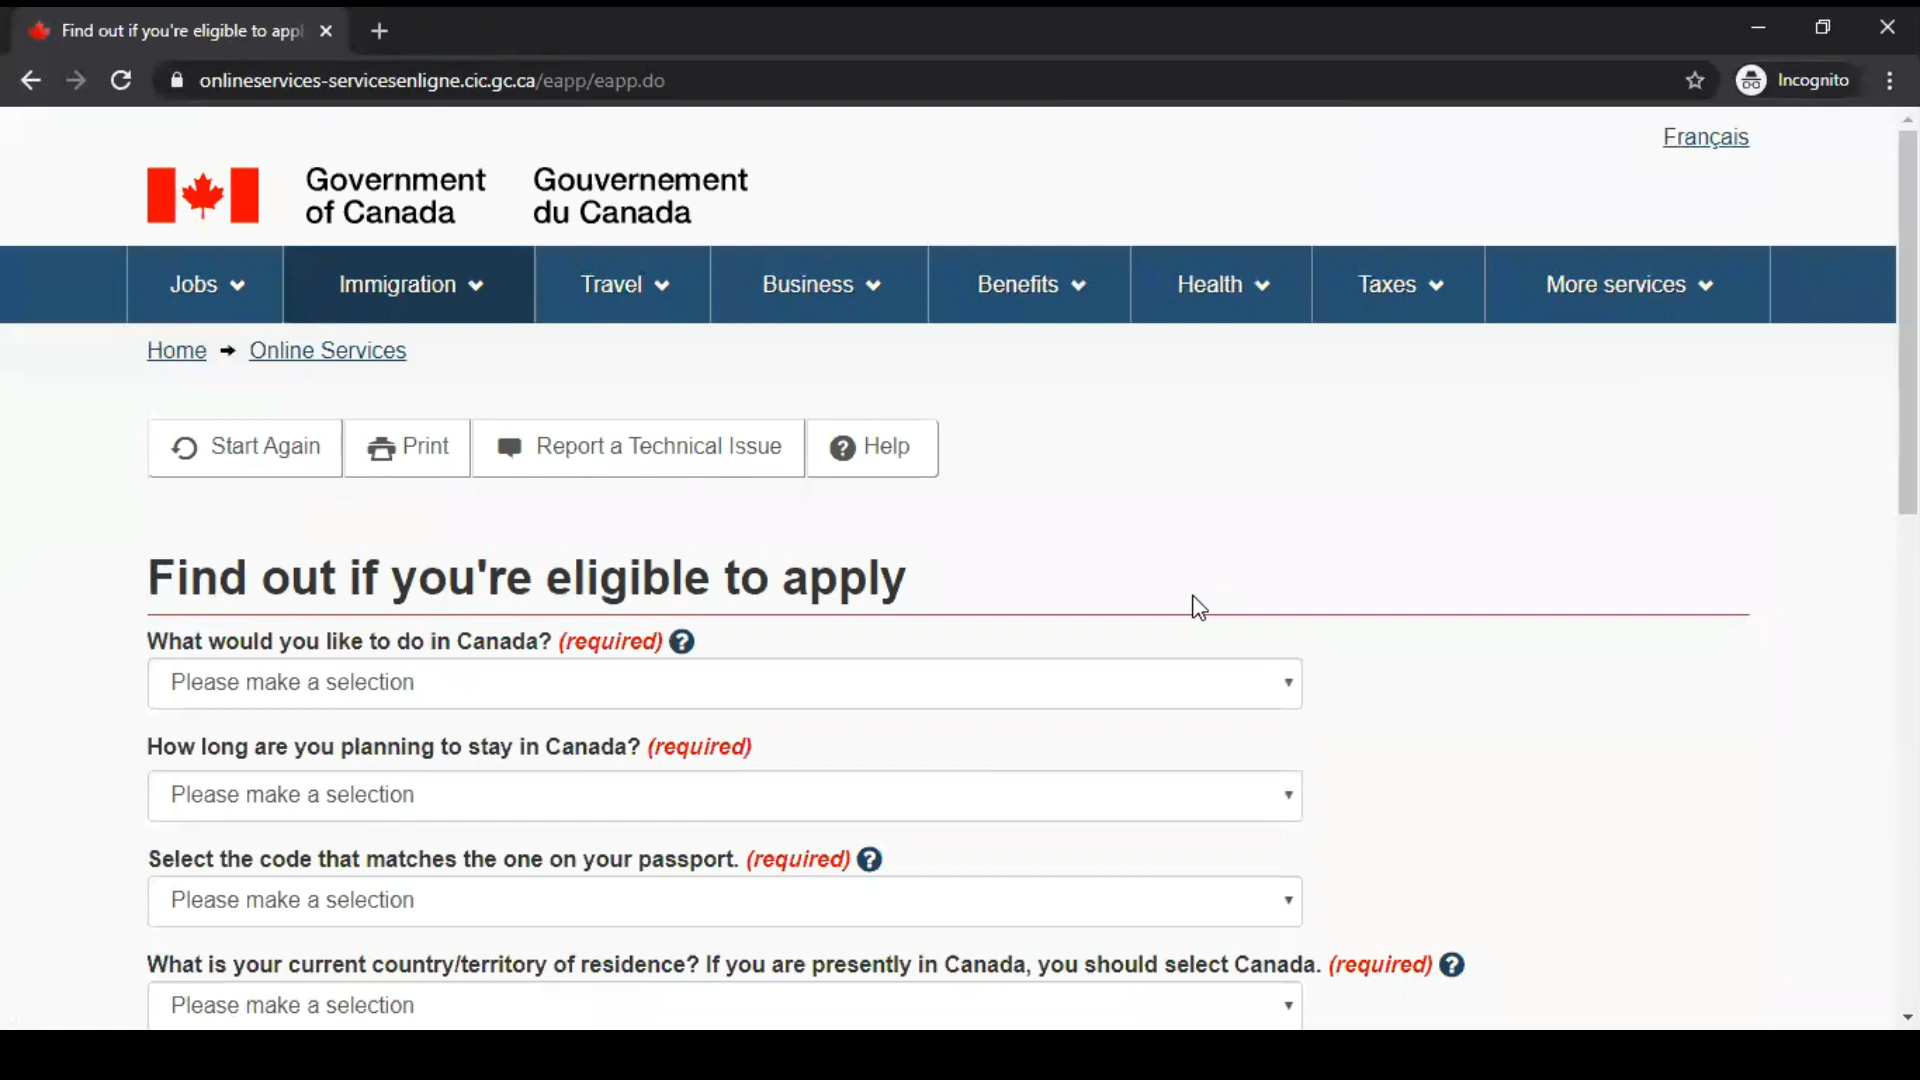 Find out if you're eligible to appl
onlineservices-servicesenligne.cic.gc.ca/eapp/eapp.do
Incognito
Français
Government of Canada
Gouvernement du Canada
Jobs
Immigration
Travel
Business
Benefits
Health
Taxes
More services
Home
Online Services
Start Again
Print
Report a Technical Issue
Help
Find out if you're eligible to apply
What would you like to do in Canada? (required)
Please make a selection
How long are you planning to stay in Canada? (required)
Please make a selection
Select the code that matches the one on your passport. (required)
Please make a selection
What is your current country/territory of residence? If you are presently in Canada, you should select Canada. (required)
Please make a selection